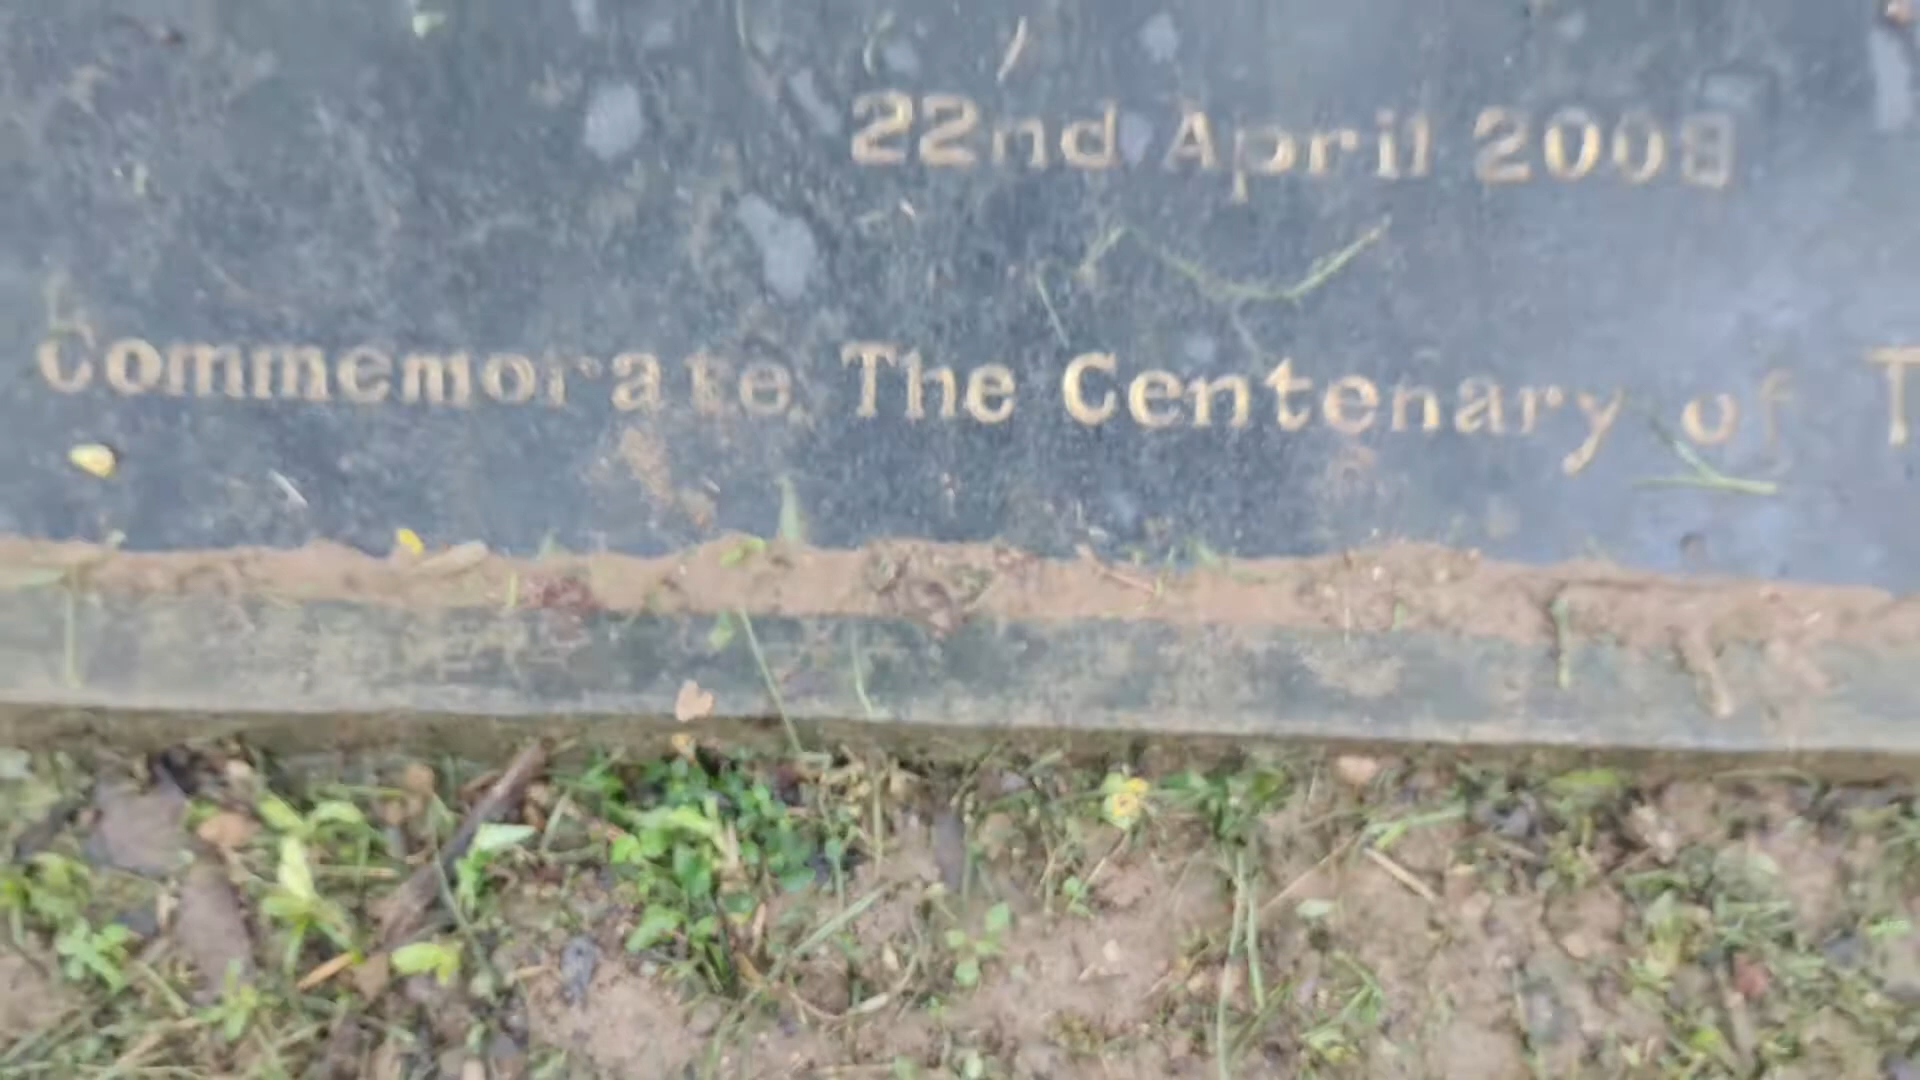 22nd April 2008
Commemorate The Centenary of